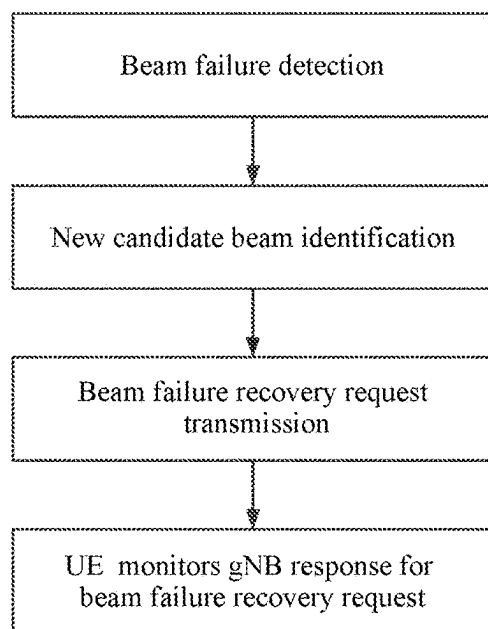 Beam failure detection
New candidate beam identification
Beam failure recovery request
transmission
UE monitors gNB response for
beam failure recovery request